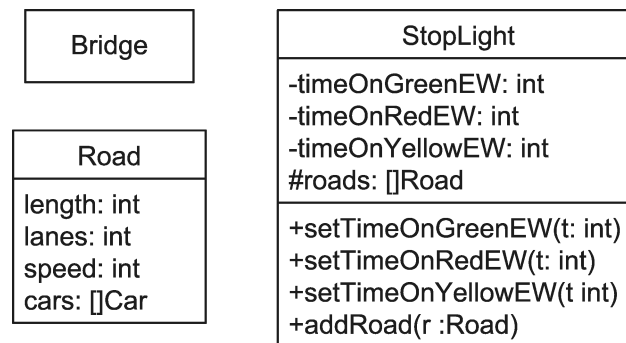 Bridge
Road
length: int
lanes: int
speed: int
cars: []Car
StopLight
-timeOnGreenEW: int
-timeOnRedEW: int
-timeOnYellowEW: int
#roads: []Road
+setTimeOnGreenEW(t: int)
+setTimeOnRedEW(t: int)
+setTimeOnYellowEW(t int)
+addRoad(r :Road)